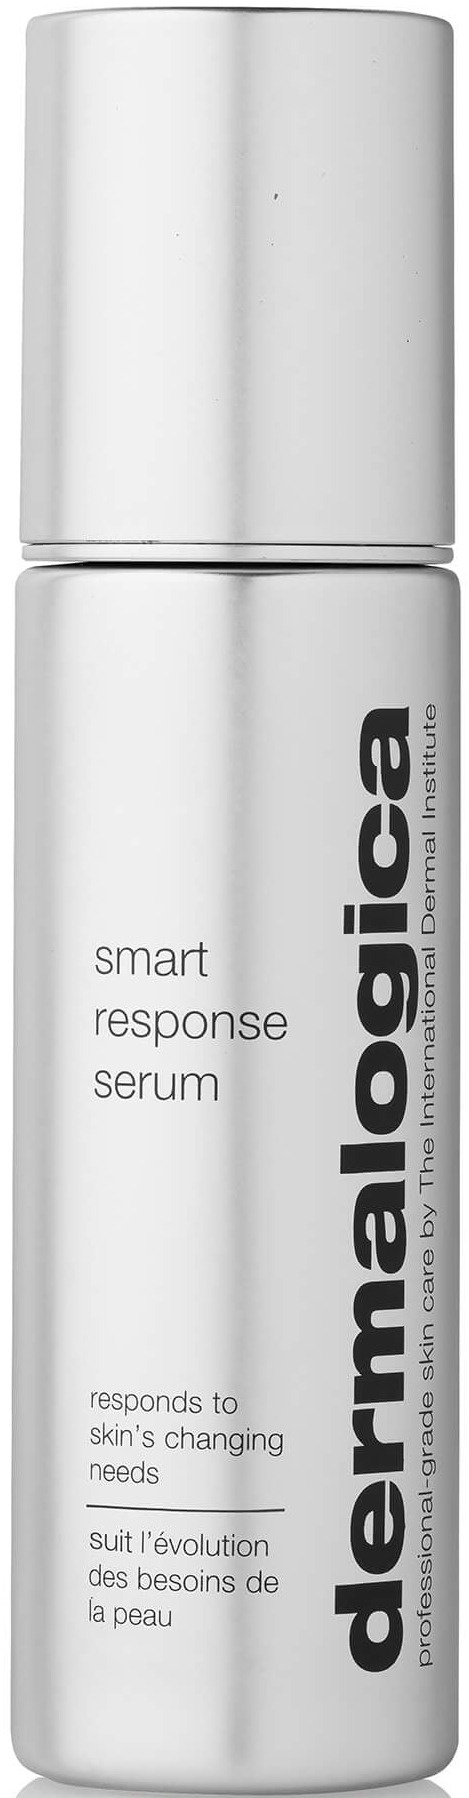 smart
response
serum
responds to
skin's changing
needs
suit l'évolution
des besoins de
la peau
dermalogica
professional-grade skin care by The International Dermal Institute